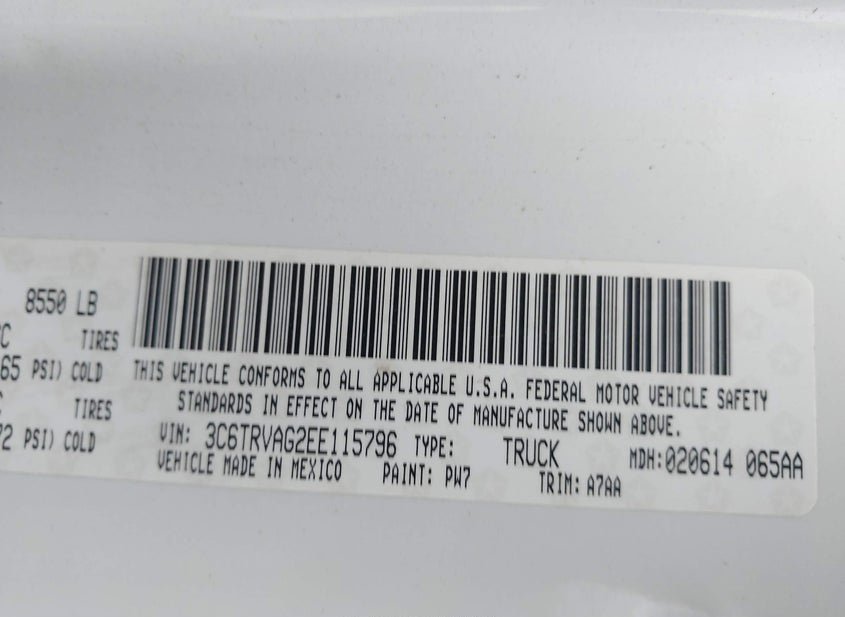 8550 LB
TIRES
65 PSI) COLD
TIRES
72 PSI) COLD
THIS VEHICLE CONFORMS TO ALL APPLICABLE U.S.A. FEDERAL MOTOR VEHICLE SAFETY
STANDARDS IN EFFECT ON THE DATE OF MANUFACTURE SHOWN ABOVE.
VIN: 3C6TRVAG2EE115796 TYPE: TRUCK MDH:020614 065AA
VEHICLE MADE IN MEXICO PAINT: PW7 TRIM: A7AA